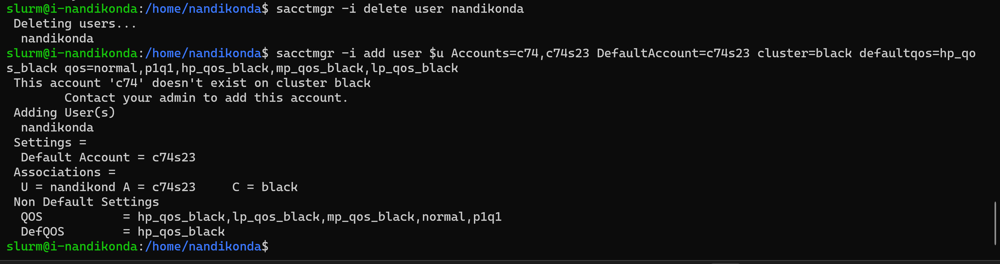 slurm@i-nandikonda:/home/nandikonda$ sacctmgr -i delete user nandikonda
 Deleting users...
  nandikonda
slurm@i-nandikonda:/home/nandikonda$ sacctmgr -i add user $u Accounts=c74,c74s23 DefaultAccount=c74s23 cluster=black defaultqos=hp_qo
s_black qos=normal,p1q1,hp_qos_black,mp_qos_black,lp_qos_black
 This account 'c74' doesn't exist on cluster black
        Contact your admin to add this account.
 Adding User(s)
  nandikonda
 Settings =
  Default Account = c74s23
 Associations =
  U = nandikond A = c74s23     C = black
 Non Default Settings
  QOS           = hp_qos_black,lp_qos_black,mp_qos_black,normal,p1q1
  DefQOS        = hp_qos_black
slurm@i-nandikonda:/home/nandikonda$